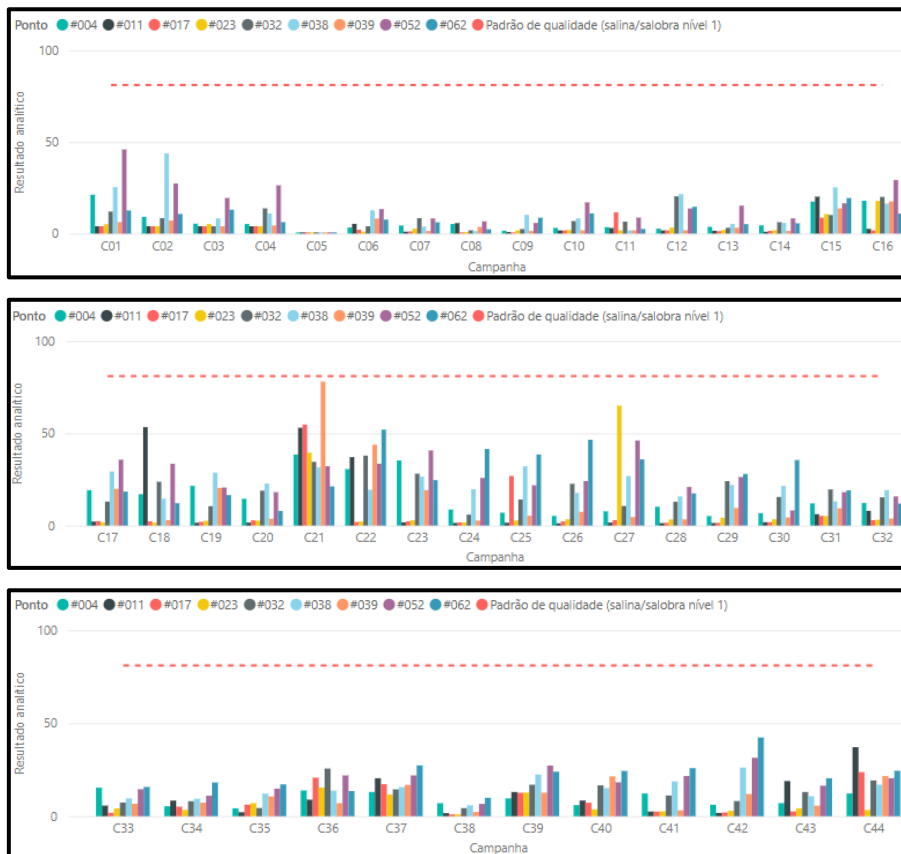 Ponto #004 #011 #017 #023 #032 #038 #039 #052 #062 Padrão de qualidade (salina/salobra nível 1)
100
50
0
Resultado analítico
C01 C02 C03 C04 C05 C06 C07 C08 C09 C10 C11 C12 C13 C14 C15 C16
Campanha
Ponto #004 #011 #017 #023 #032 #038 #039 #052 #062 Padrão de qualidade (salina/salobra nível 1)
100
50
0
Resultado analítico
C17 C18 C19 C20 C21 C22 C23 C24 C25 C26 C27 C28 C29 C30 C31 C32
Campanha
Ponto #004 #011 #017 #023 #032 #038 #039 #052 #062 Padrão de qualidade (salina/salobra nível 1)
100
50
0
Resultado analítico
C33 C34 C35 C36 C37 C38 C39 C40 C41 C42 C43 C44
Campanha